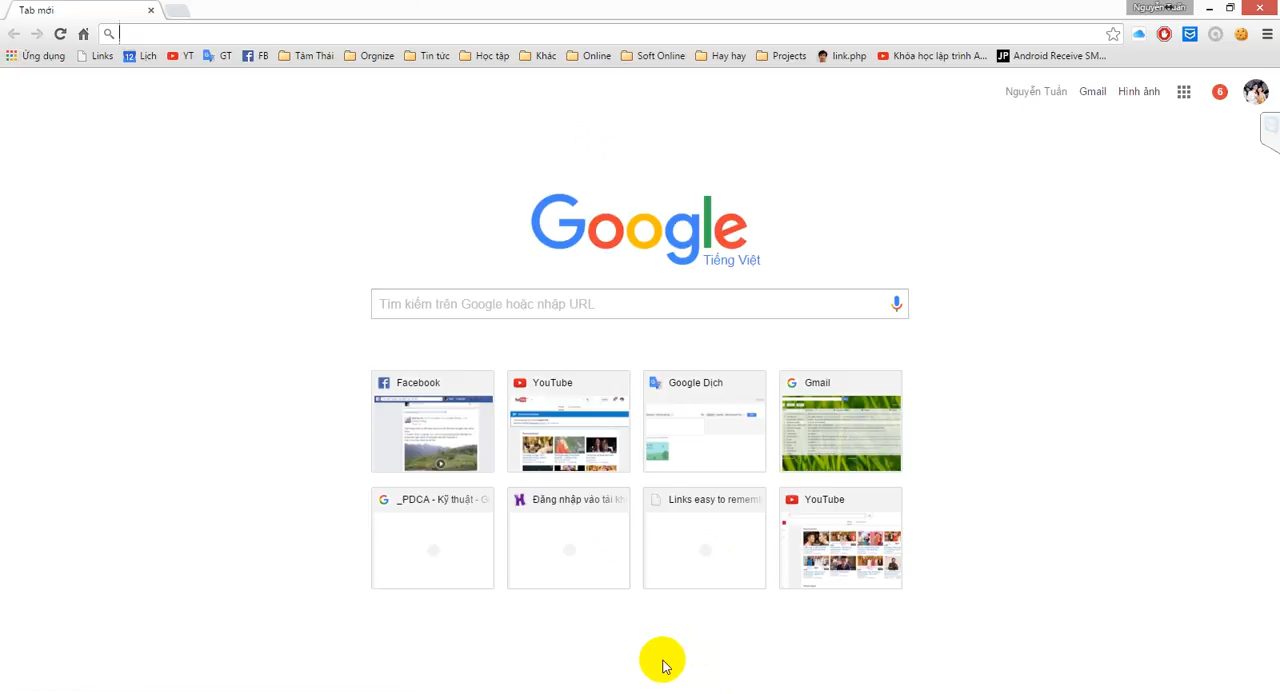 Tab mới
Nguyễn Tuấn
Ứng dụng Links 12 Lịch YT GT FB Tâm Thái Orgnize Tin tức Học tập Khác Online Soft Online Hay hay Projects link.php Khóa học lập trình A... JP Android Receive SM...
Nguyễn Tuấn Gmail Hình ảnh 6
Google
Tiếng Việt
Tìm kiếm trên Google hoặc nhập URL
Facebook YouTube Google Dịch Gmail
_PDCA - Kỹ thuật - G Đăng nhập vào tài kh Links easy to rememb YouTube